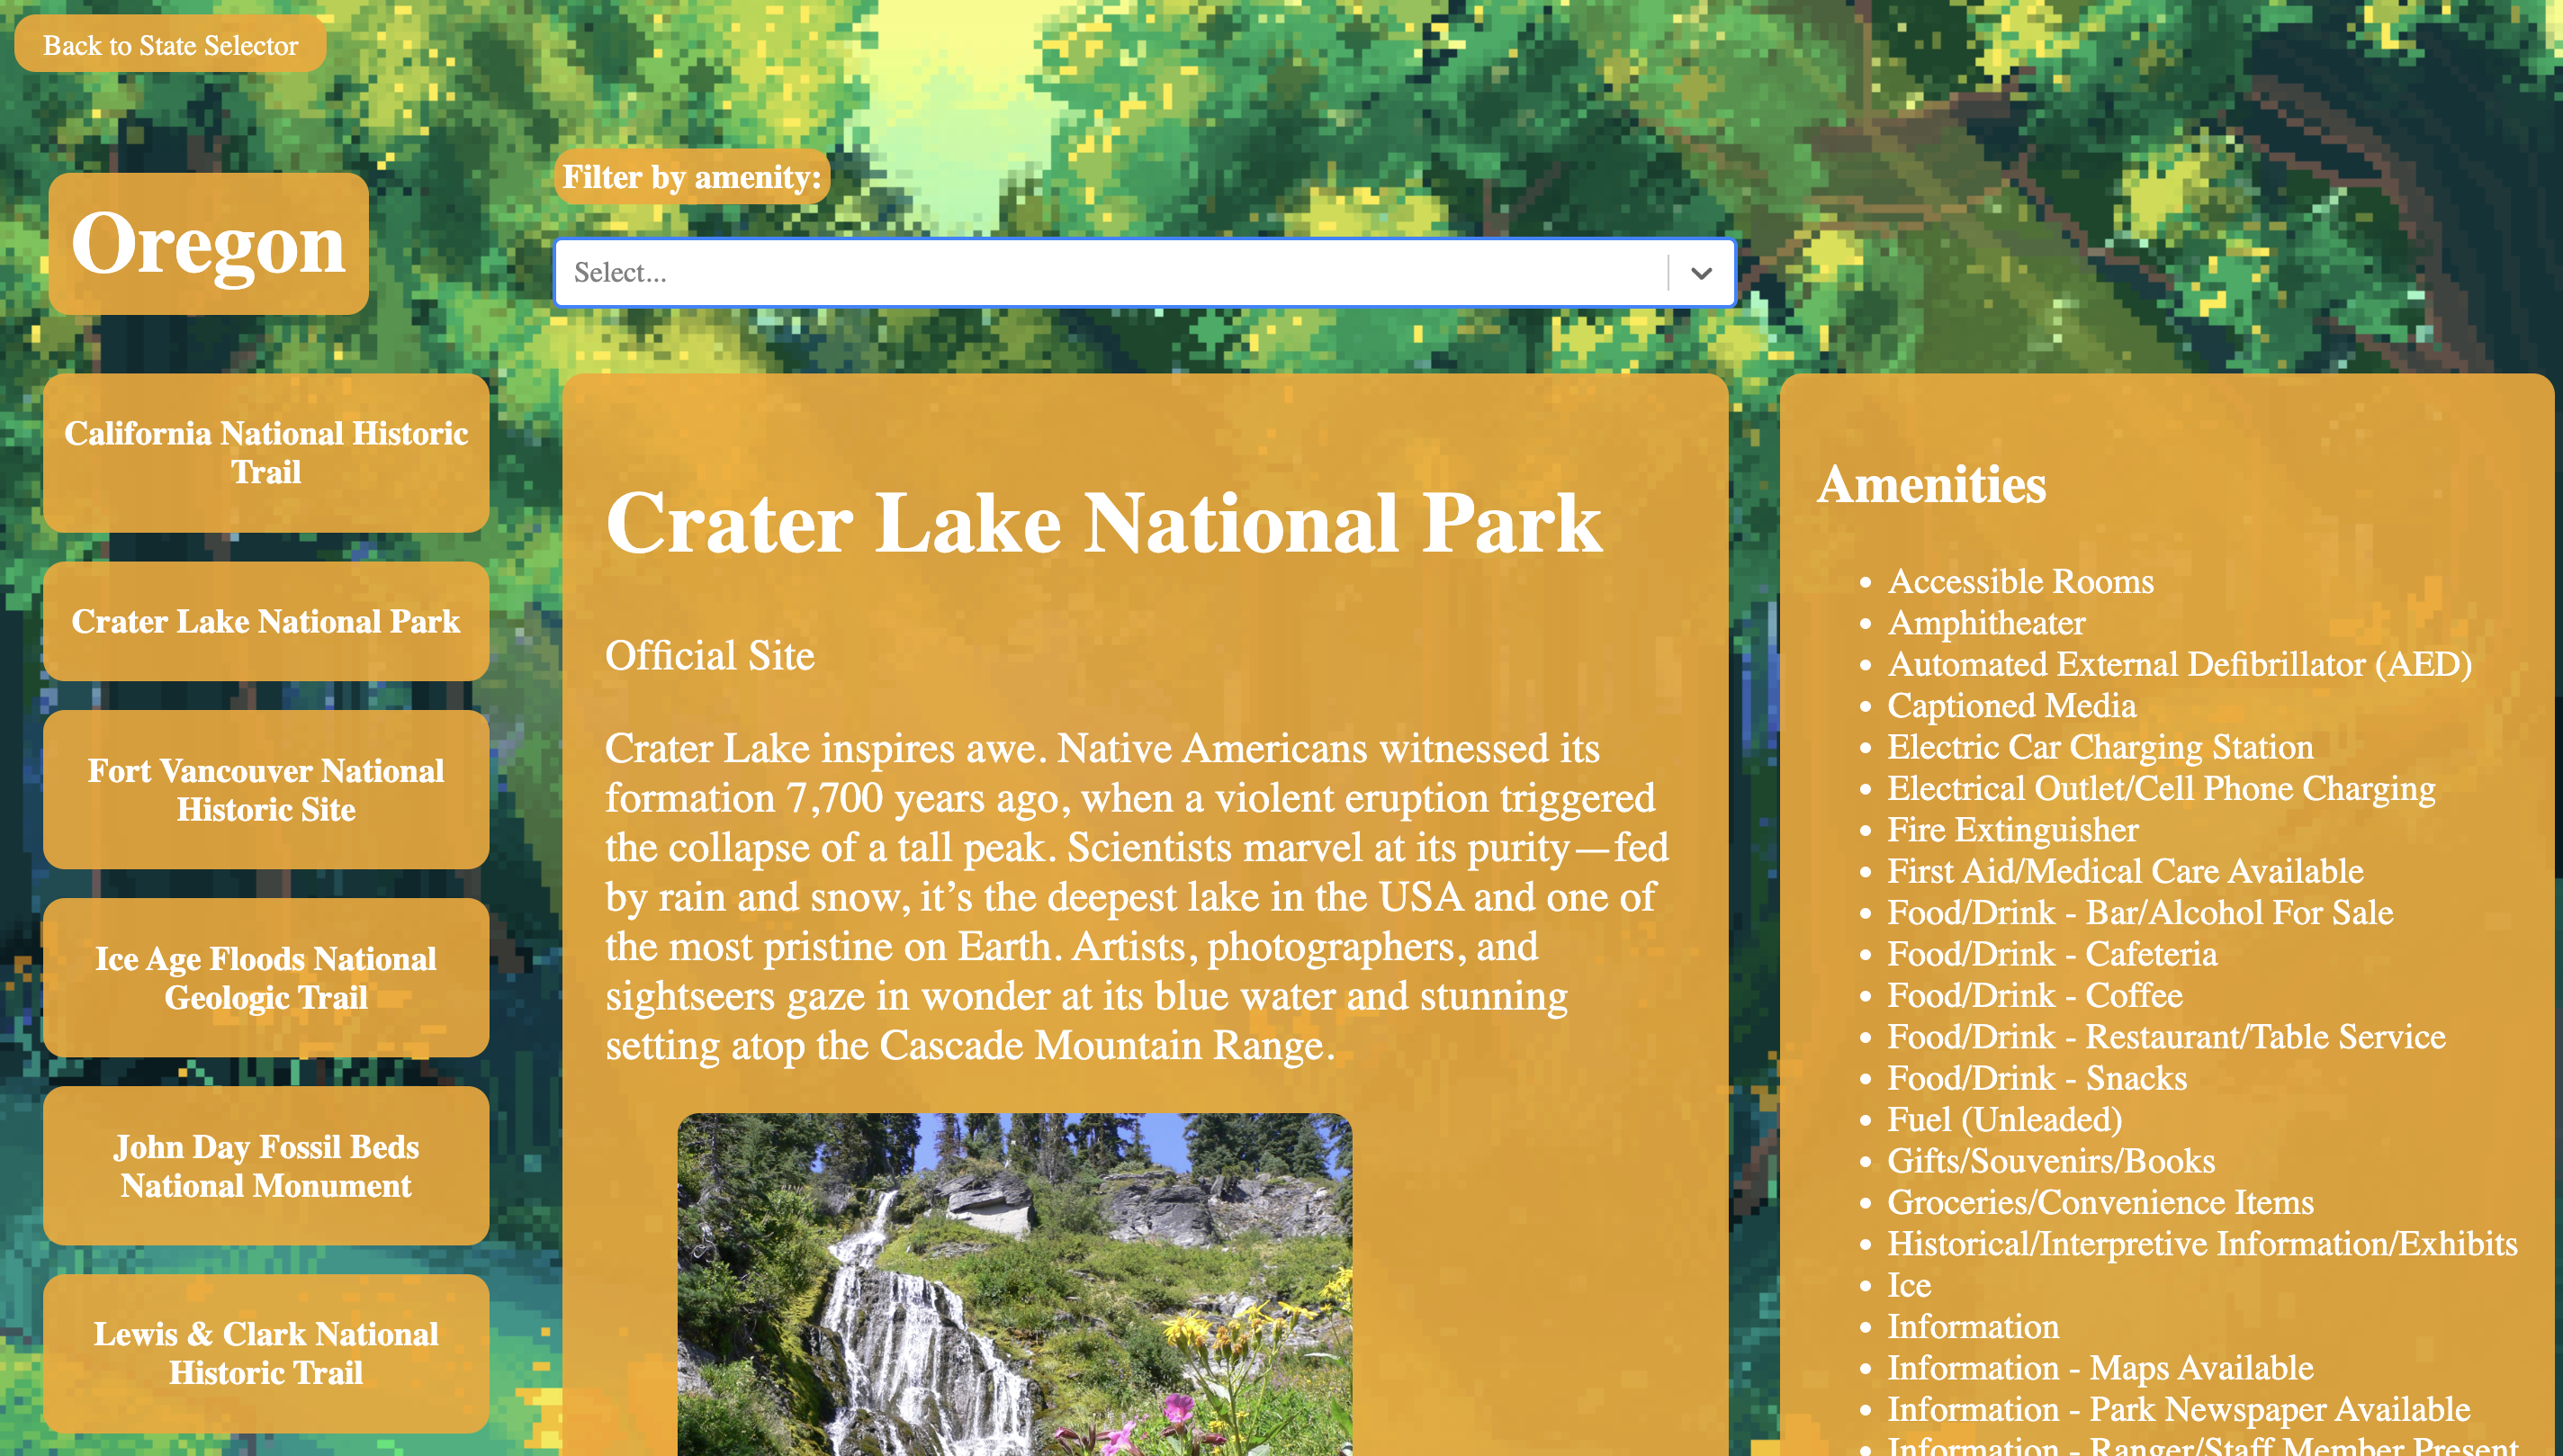 Back to State Selector
Filter by amenity:
Oregon
Select...
California National Historic
Trail
Crater Lake National Park
Fort Vancouver National
Historic Site
Ice Age Floods National
Geologic Trail
John Day Fossil Beds
National Monument
Lewis & Clark National
Historic Trail
Crater Lake National Park
Official Site
Crater Lake inspires awe. Native Americans witnessed its
formation 7,700 years ago, when a violent eruption triggered
the collapse of a tall peak. Scientists marvel at its purity—fed
by rain and snow, it’s the deepest lake in the USA and one of
the most pristine on Earth. Artists, photographers, and
sightseers gaze in wonder at its blue water and stunning
setting atop the Cascade Mountain Range.
Amenities
• Accessible Rooms
• Amphitheater
• Automated External Defibrillator (AED)
• Captioned Media
• Electric Car Charging Station
• Electrical Outlet/Cell Phone Charging
• Fire Extinguisher
• First Aid/Medical Care Available
• Food/Drink - Bar/Alcohol For Sale
• Food/Drink - Cafeteria
• Food/Drink - Coffee
• Food/Drink - Restaurant/Table Service
• Food/Drink - Snacks
• Fuel (Unleaded)
• Gifts/Souvenirs/Books
• Groceries/Convenience Items
• Historical/Interpretive Information/Exhibits
• Ice
• Information
• Information - Maps Available
• Information - Park Newspaper Available
• Information - Ranger/Staff Member Present